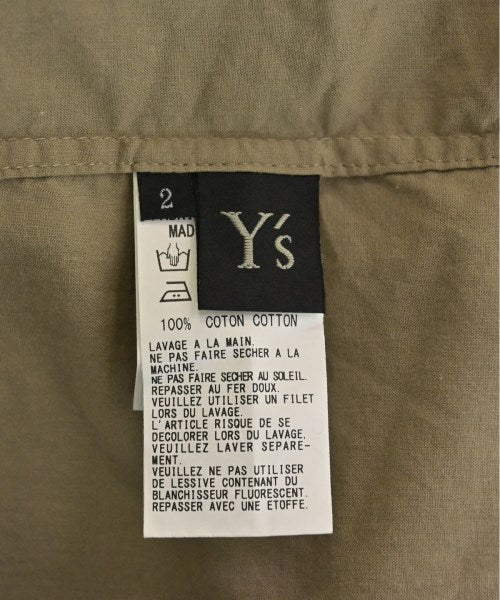 2
Y's
MAD
100% COTON COTTON
LAVAGE A LA MAIN.
NE PAS FAIRE SECHER A LA
MACHINE.
NE PAS FAIRE SECHER AU SOLEIL.
REPASSER AU FER DOUX.
VEUILLEZ UTILISER UN FILET
LORS DU LAVAGE.
L'ARTICLE RISQUE DE SE
DECOLORER LORS DU LAVAGE,
VEUILLEZ LAVER SEPARE-
MENT.
VEUILLEZ NE PAS UTILISER
DE LESSIVE CONTENANT DU
BLANCHISSEUR FLUORESCENT.
REPASSER AVEC UNE ETOFFE.